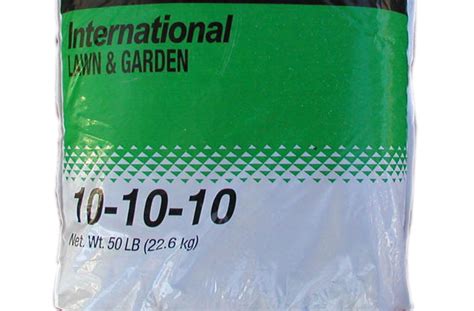 International
LAWN & GARDEN
10-10-10
Net. Wt. 50 LB (22.6 kg)